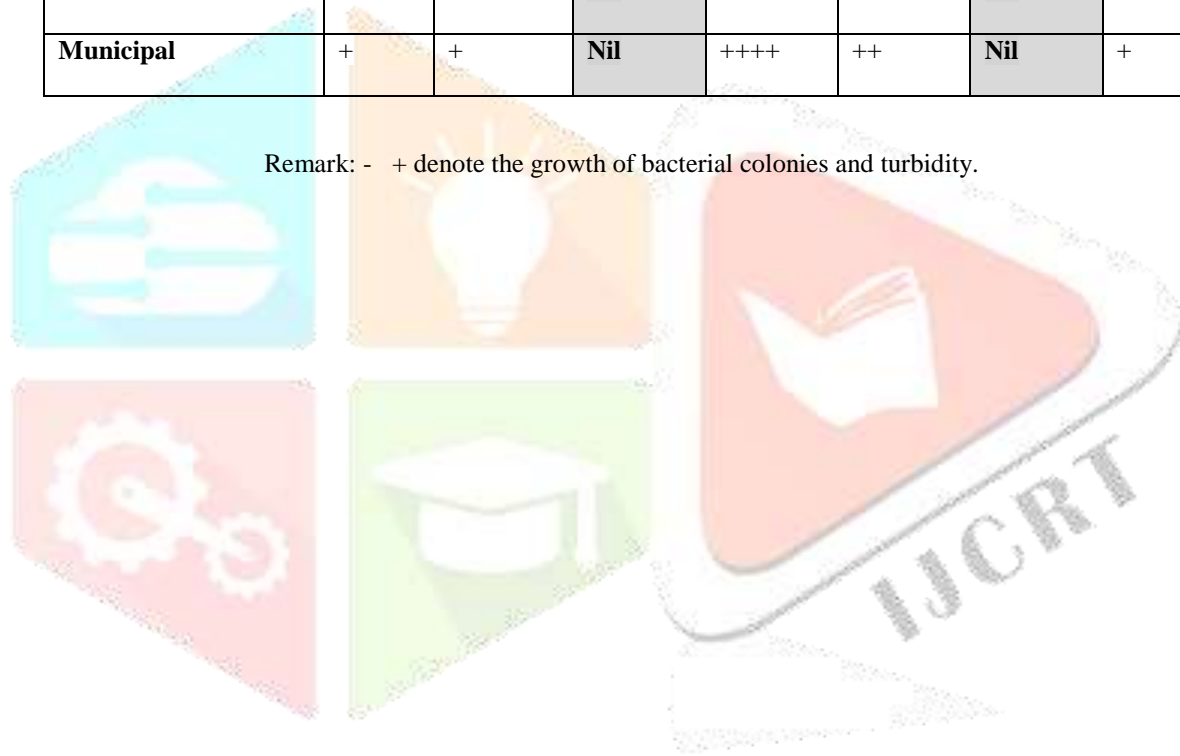 Municipal + + Nil ++++ ++ Nil +
Remark: - + denote the growth of bacterial colonies and turbidity.
IJCRT